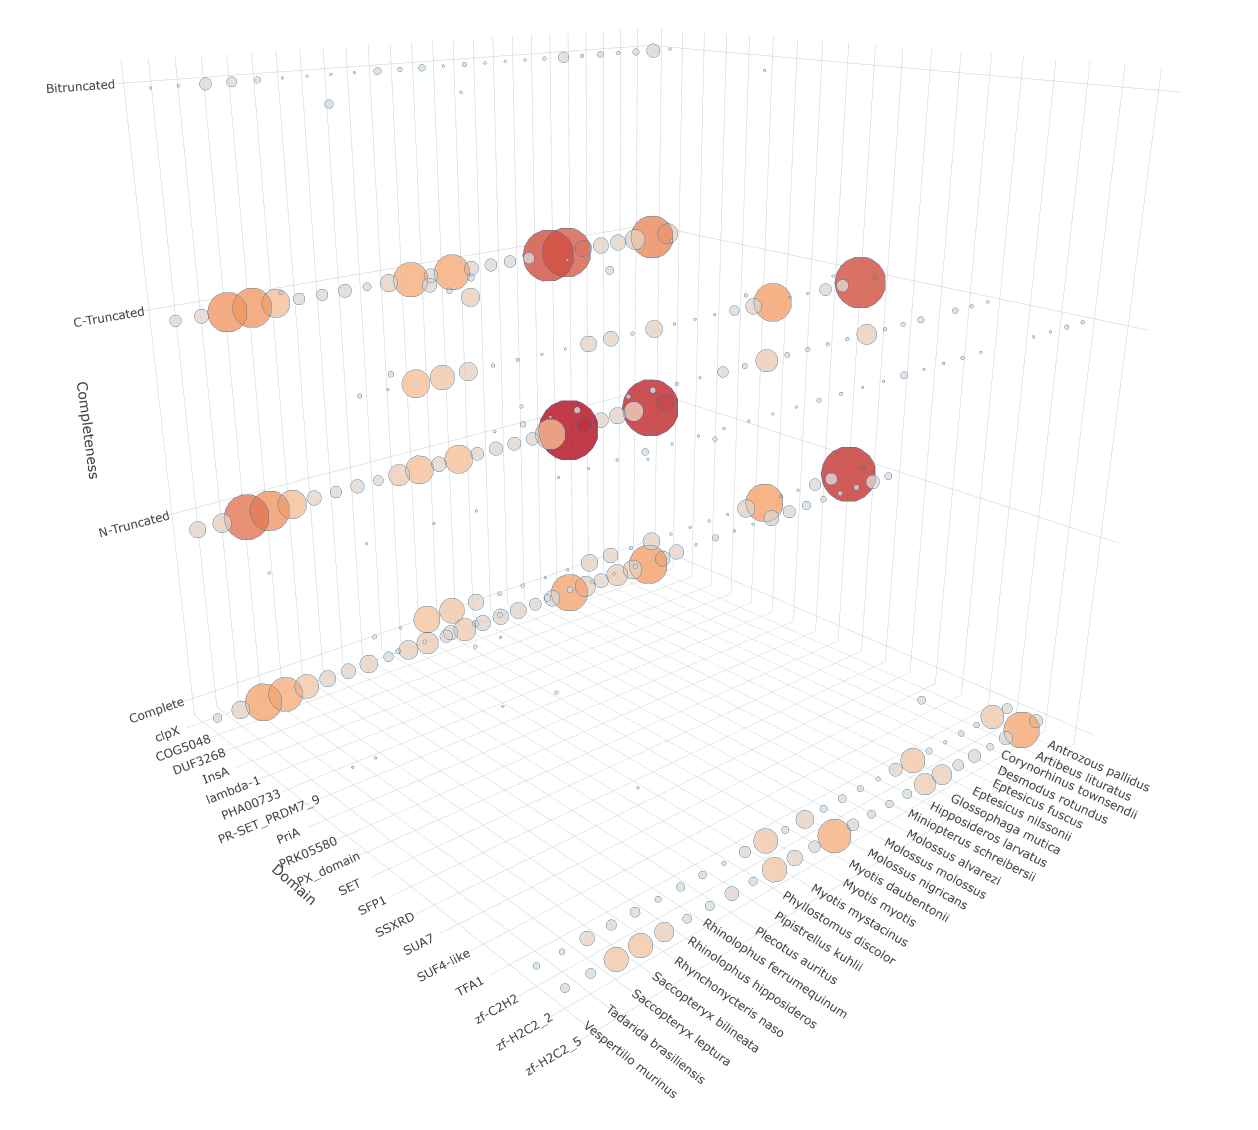 Bitruncated
C-Truncated
Completeness
N-Truncated
Complete
clpX
COG5048
DUF3268
InsA
lambda-1
PHA00733
PR-SET_PRDM7_9
PriA
PRK05580
PX_domain
Domain
SET
SFP1
SSXRD
SUA7
SUF4-like
TFA1
zf-C2H2
zf-H2C2_2
zf-H2C2_5
Antrozous pallidus
Artibeus lituratus
Corynorhinus townsendii
Desmodus rotundus
Eptesicus fuscus
Eptesicus nilssonii
Glossophaga mutica
Hipposideros larvatus
Miniopterus schreibersii
Molossus alvarezi
Molossus molossus
Molossus nigricans
Myotis daubentonii
Myotis myotis
Myotis mystacinus
Phyllostomus discolor
Pipistrellus kuhlii
Plecotus auritus
Rhinolophus ferrumequinum
Rhinolophus hipposideros
Rhynchonycteris naso
Saccopteryx bilineata
Saccopteryx leptura
Tadarida brasiliensis
Vespertilio murinus